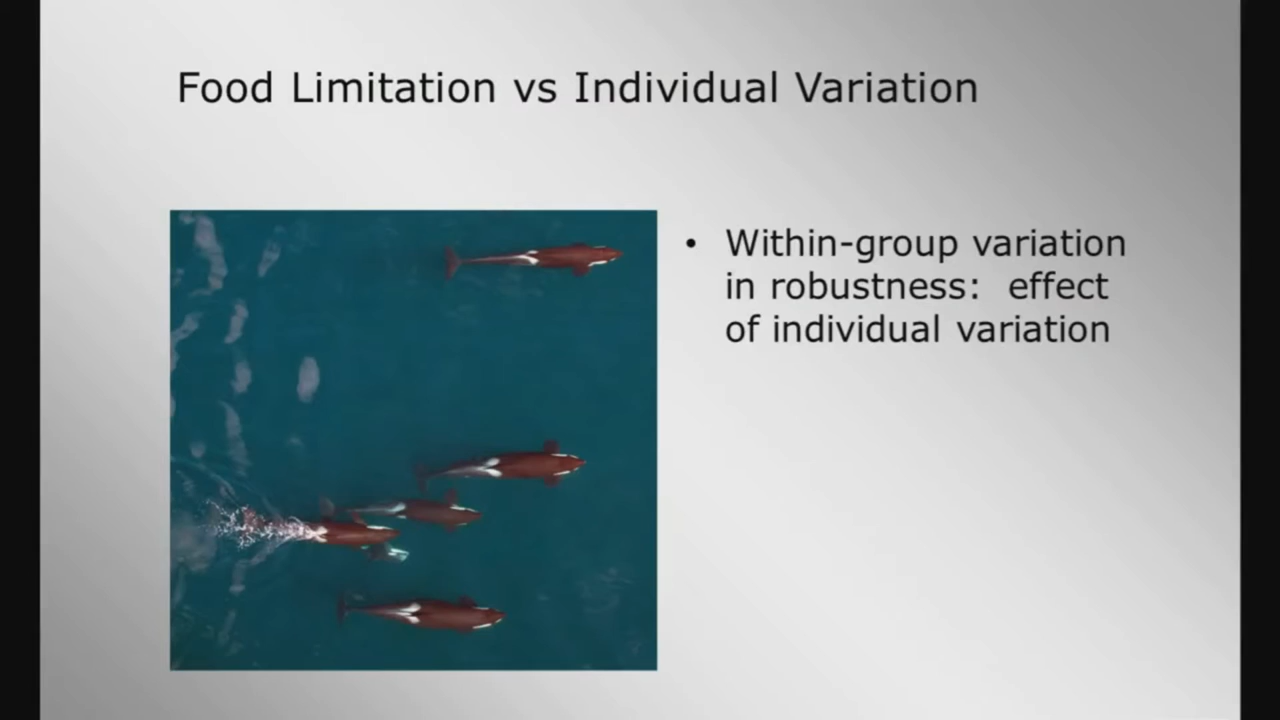 Food Limitation vs Individual Variation
• Within-group variation
in robustness:  effect
of individual variation